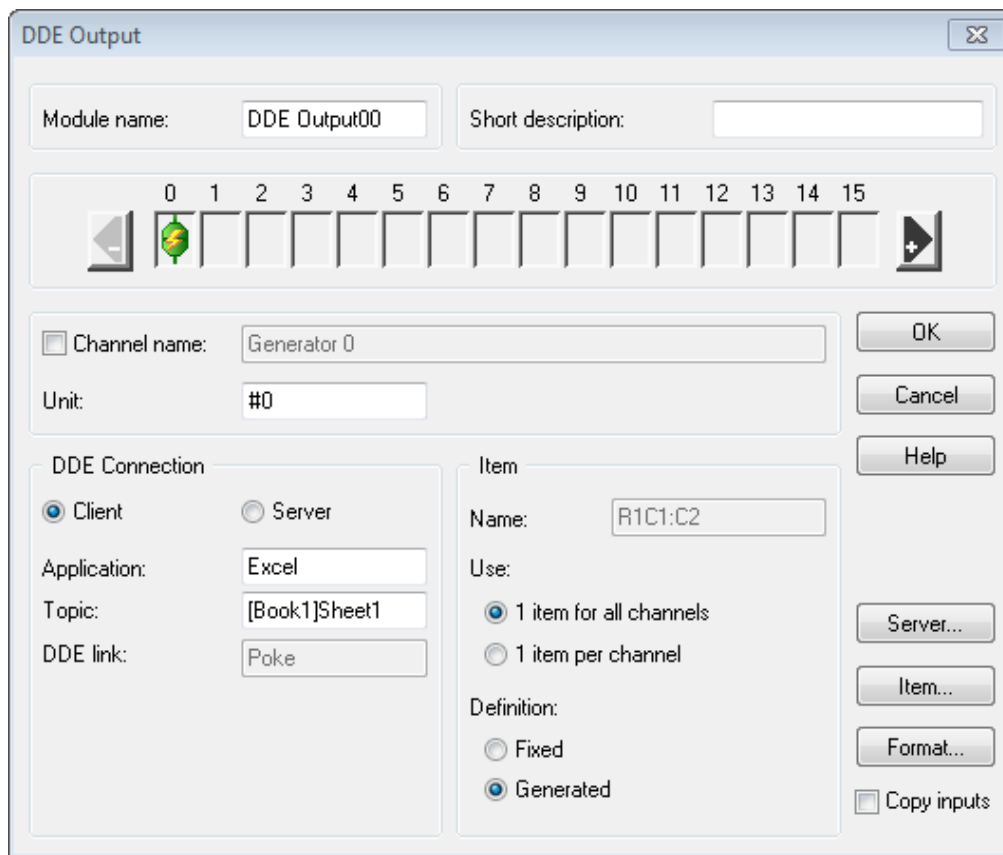 DDE Output
Module name: DDE Output00 Short description:
0 1 2 3 4 5 6 7 8 9 10 11 12 13 14 15
- +
Channel name: Generator 0
Unit: #0
OK
Cancel
Help
DDE Connection
Client Server
Application: Excel
Topic: [Book1]Sheet1
DDE link: Poke
Item
Name: R1C1:C2
Use:
1 item for all channels
1 item per channel
Definition:
Fixed
Generated
Server...
Item...
Format...
Copy inputs